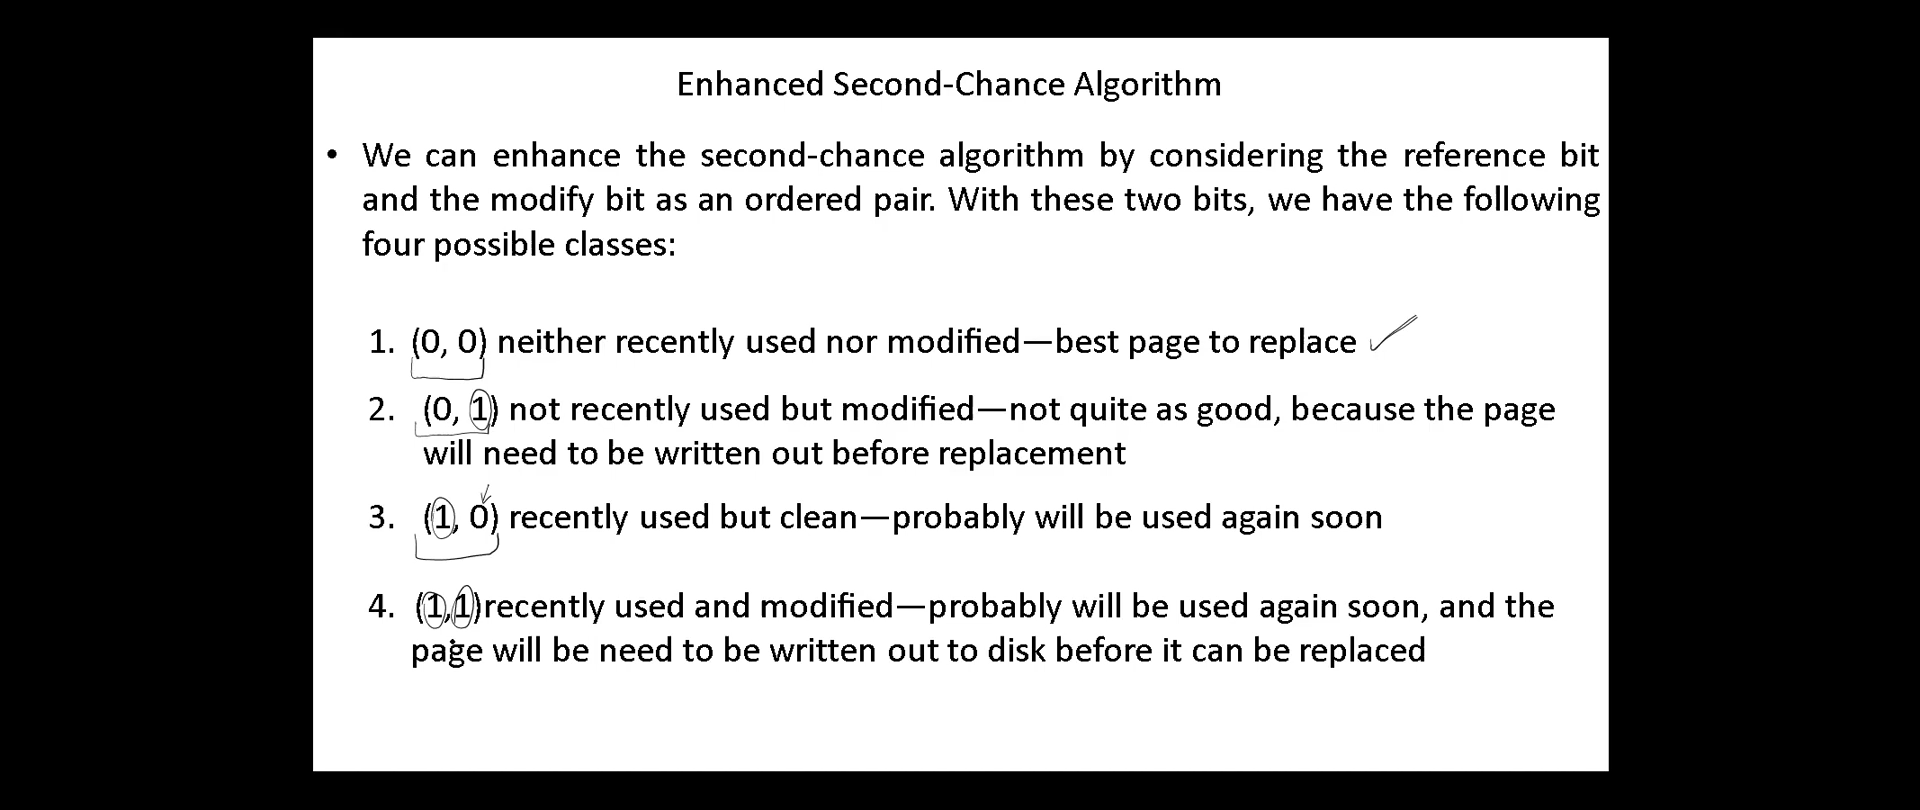 Enhanced Second-Chance Algorithm
• We can enhance the second-chance algorithm by considering the reference bit
and the modify bit as an ordered pair. With these two bits, we have the following
four possible classes:
1. (0, 0) neither recently used nor modified—best page to replace
2. (0, 1) not recently used but modified—not quite as good, because the page
will need to be written out before replacement
3. (1, 0) recently used but clean—probably will be used again soon
4. (1,1)recently used and modified—probably will be used again soon, and the
page will be need to be written out to disk before it can be replaced